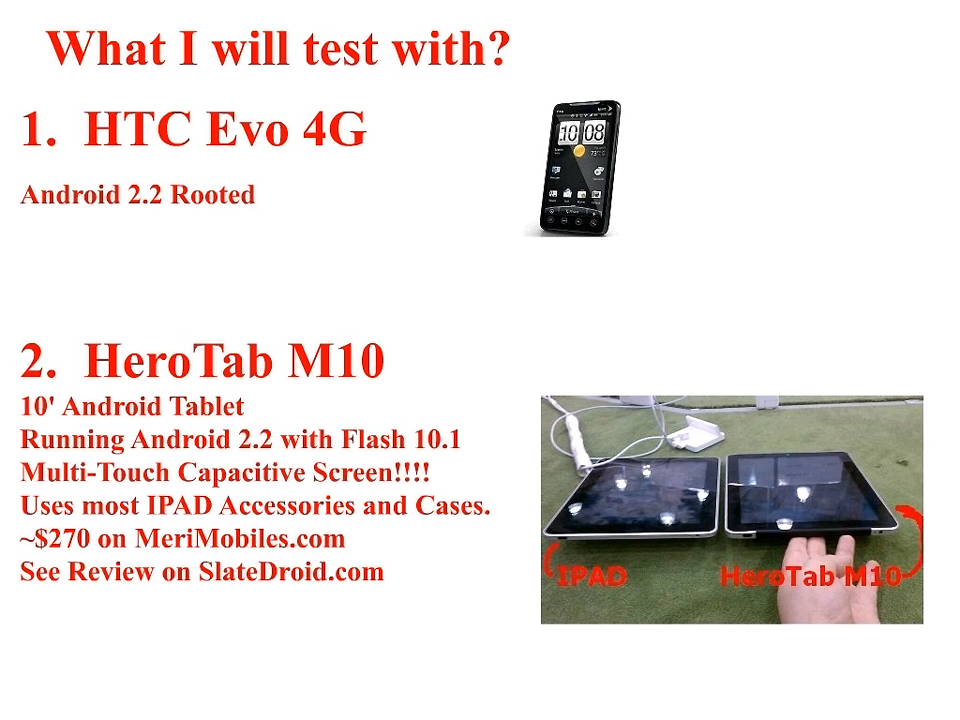 What I will test with?
1. HTC Evo 4G
Android 2.2 Rooted
10 08
73°
2. HeroTab M10
10' Android Tablet
Running Android 2.2 with Flash 10.1
Multi-Touch Capacitive Screen!!!!
Uses most IPAD Accessories and Cases.
~$270 on MeriMobiles.com
See Review on SlateDroid.com
IPAD
HeroTab M10